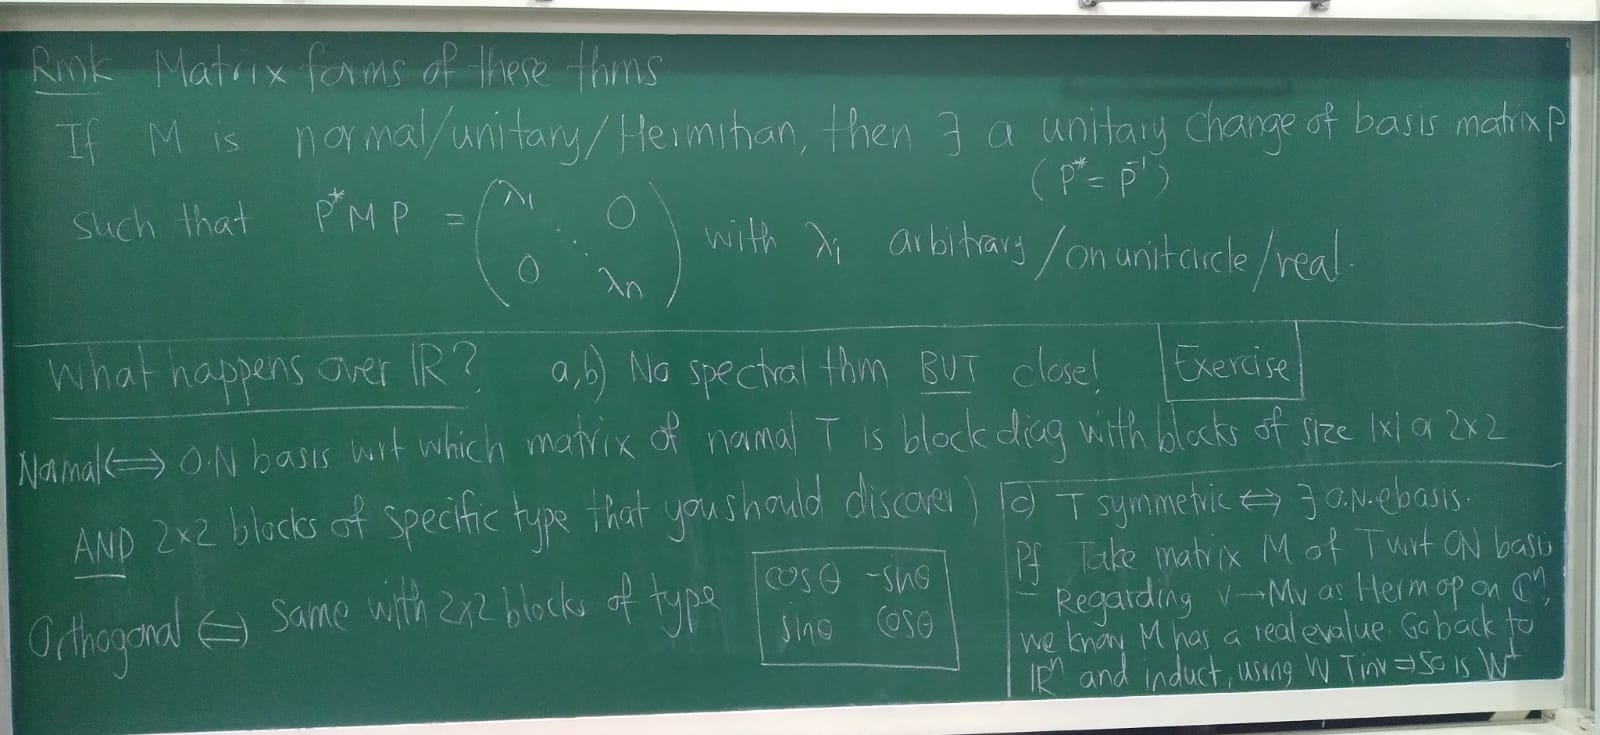 Rmk Matrix forms of these thms
If M is normal/unitary/Hermitian, then ∃ a unitary change of basis matrix P
(P* = P⁻¹)
such that P*MP = (λ₁ 0 ⋱ 0 λn) with λi arbitrary/on unit circle/real.
What happens over ℝ? a,b) No spectral thm BUT close! Exercise
Normal ⟺ O.N basis wrt which matrix of normal T is block diag with blocks of size 1x1 or 2x2
AND 2x2 blocks of specific type that you should discover)
Orthogonal ⟺ Same with 2x2 blocks of type
cosθ -sinθ
sinθ cosθ
c) T symmetric ⟺ ∃ O.N. ebasis.
Pf Take matrix M of T wrt ON basis
Regarding v→Mv as Herm op on ℂⁿ,
we know M has a real evalue. Go back to
ℝⁿ and induct, using W T inv ⇒ so is W⊥